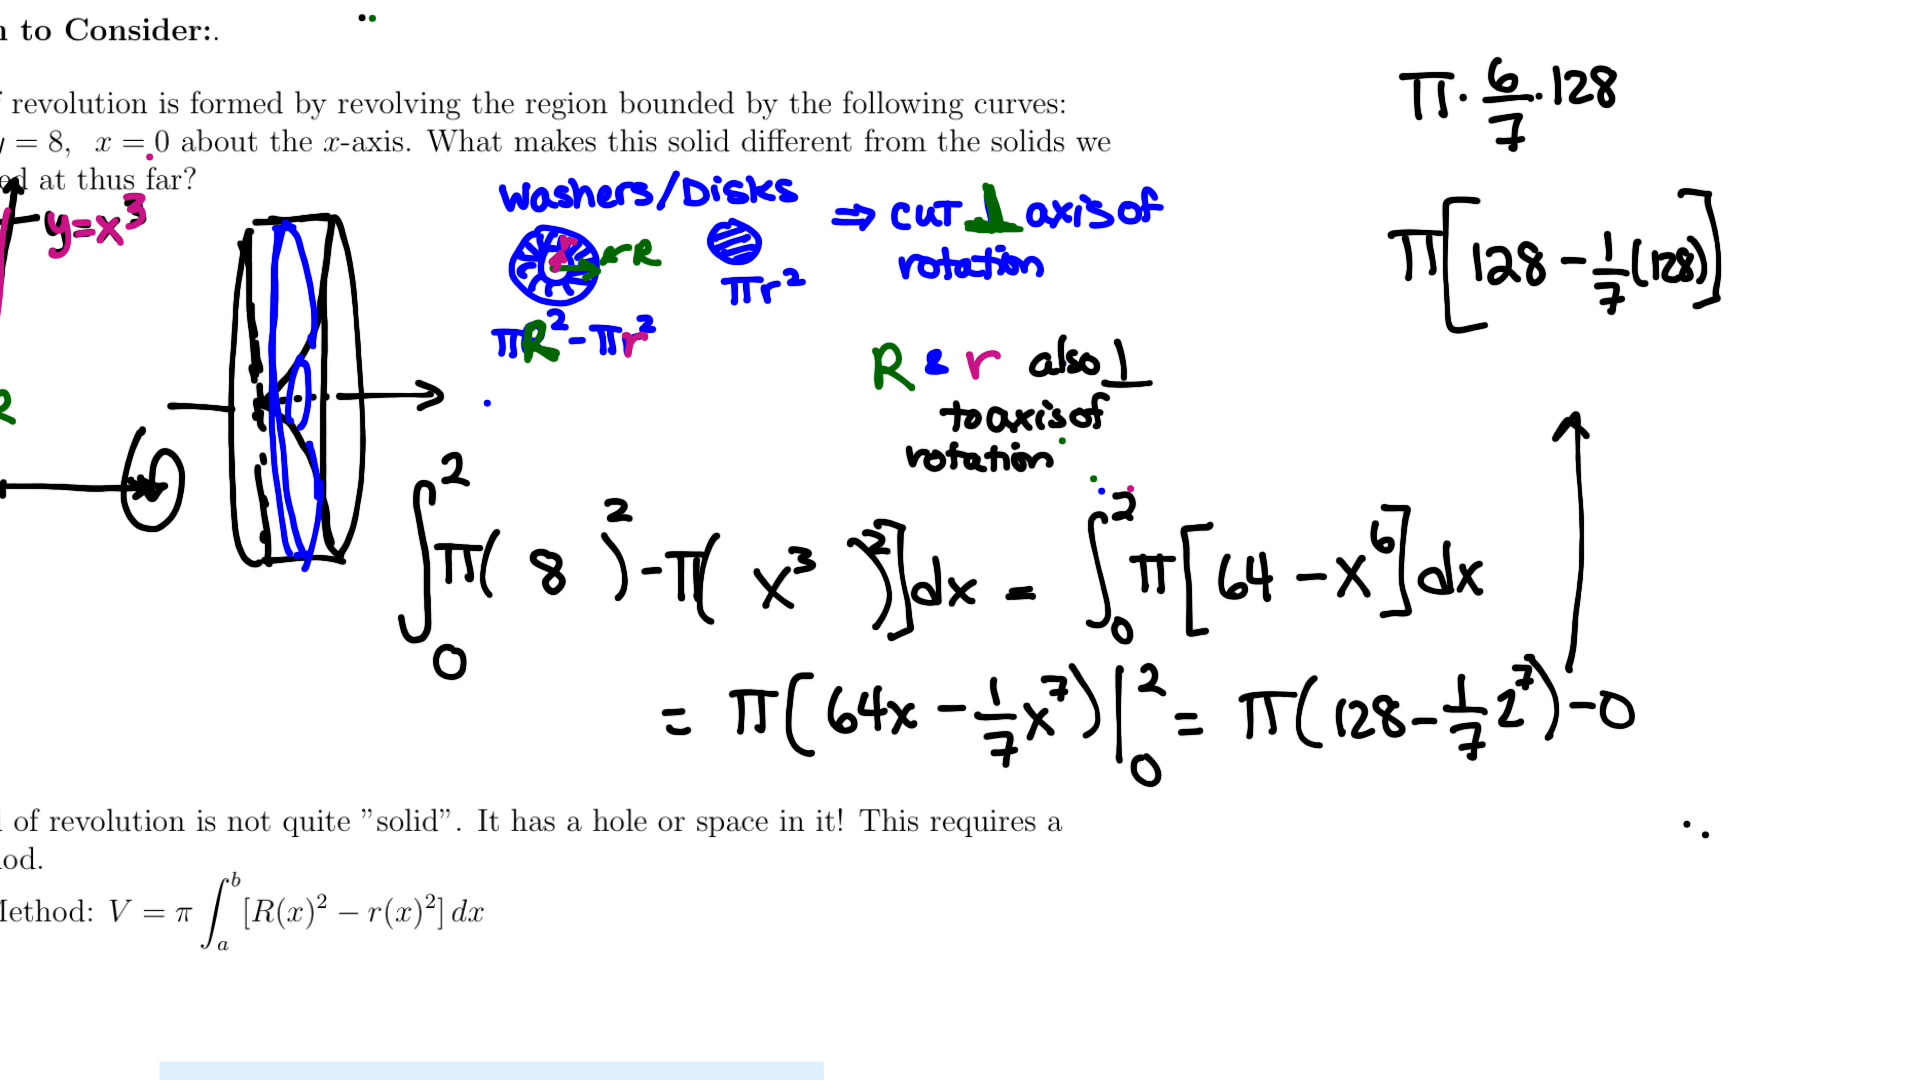 to Consider:.
revolution is formed by revolving the region bounded by the following curves:
= 8, x = 0 about the x-axis. What makes this solid different from the solids we
ed at thus far?
y=x³
Washers/Disks
⇒ cut ⊥ axis of
rotation
r R
πr²
πR² - πr²
R & r also ⊥
to axis of
rotation
R
∫₀² π( 8 )² - π( x³ )²]dx = ∫₀² π[64 - x⁶]dx
= π(64x - 1/7 x⁷)|₀² = π(128 - 1/7 2⁷) - 0
π[128 - 1/7(128)]
π · 6/7 · 128
of revolution is not quite ”solid”. It has a hole or space in it! This requires a
od.
Method: V = π ∫ₐᵇ [R(x)² − r(x)²] dx